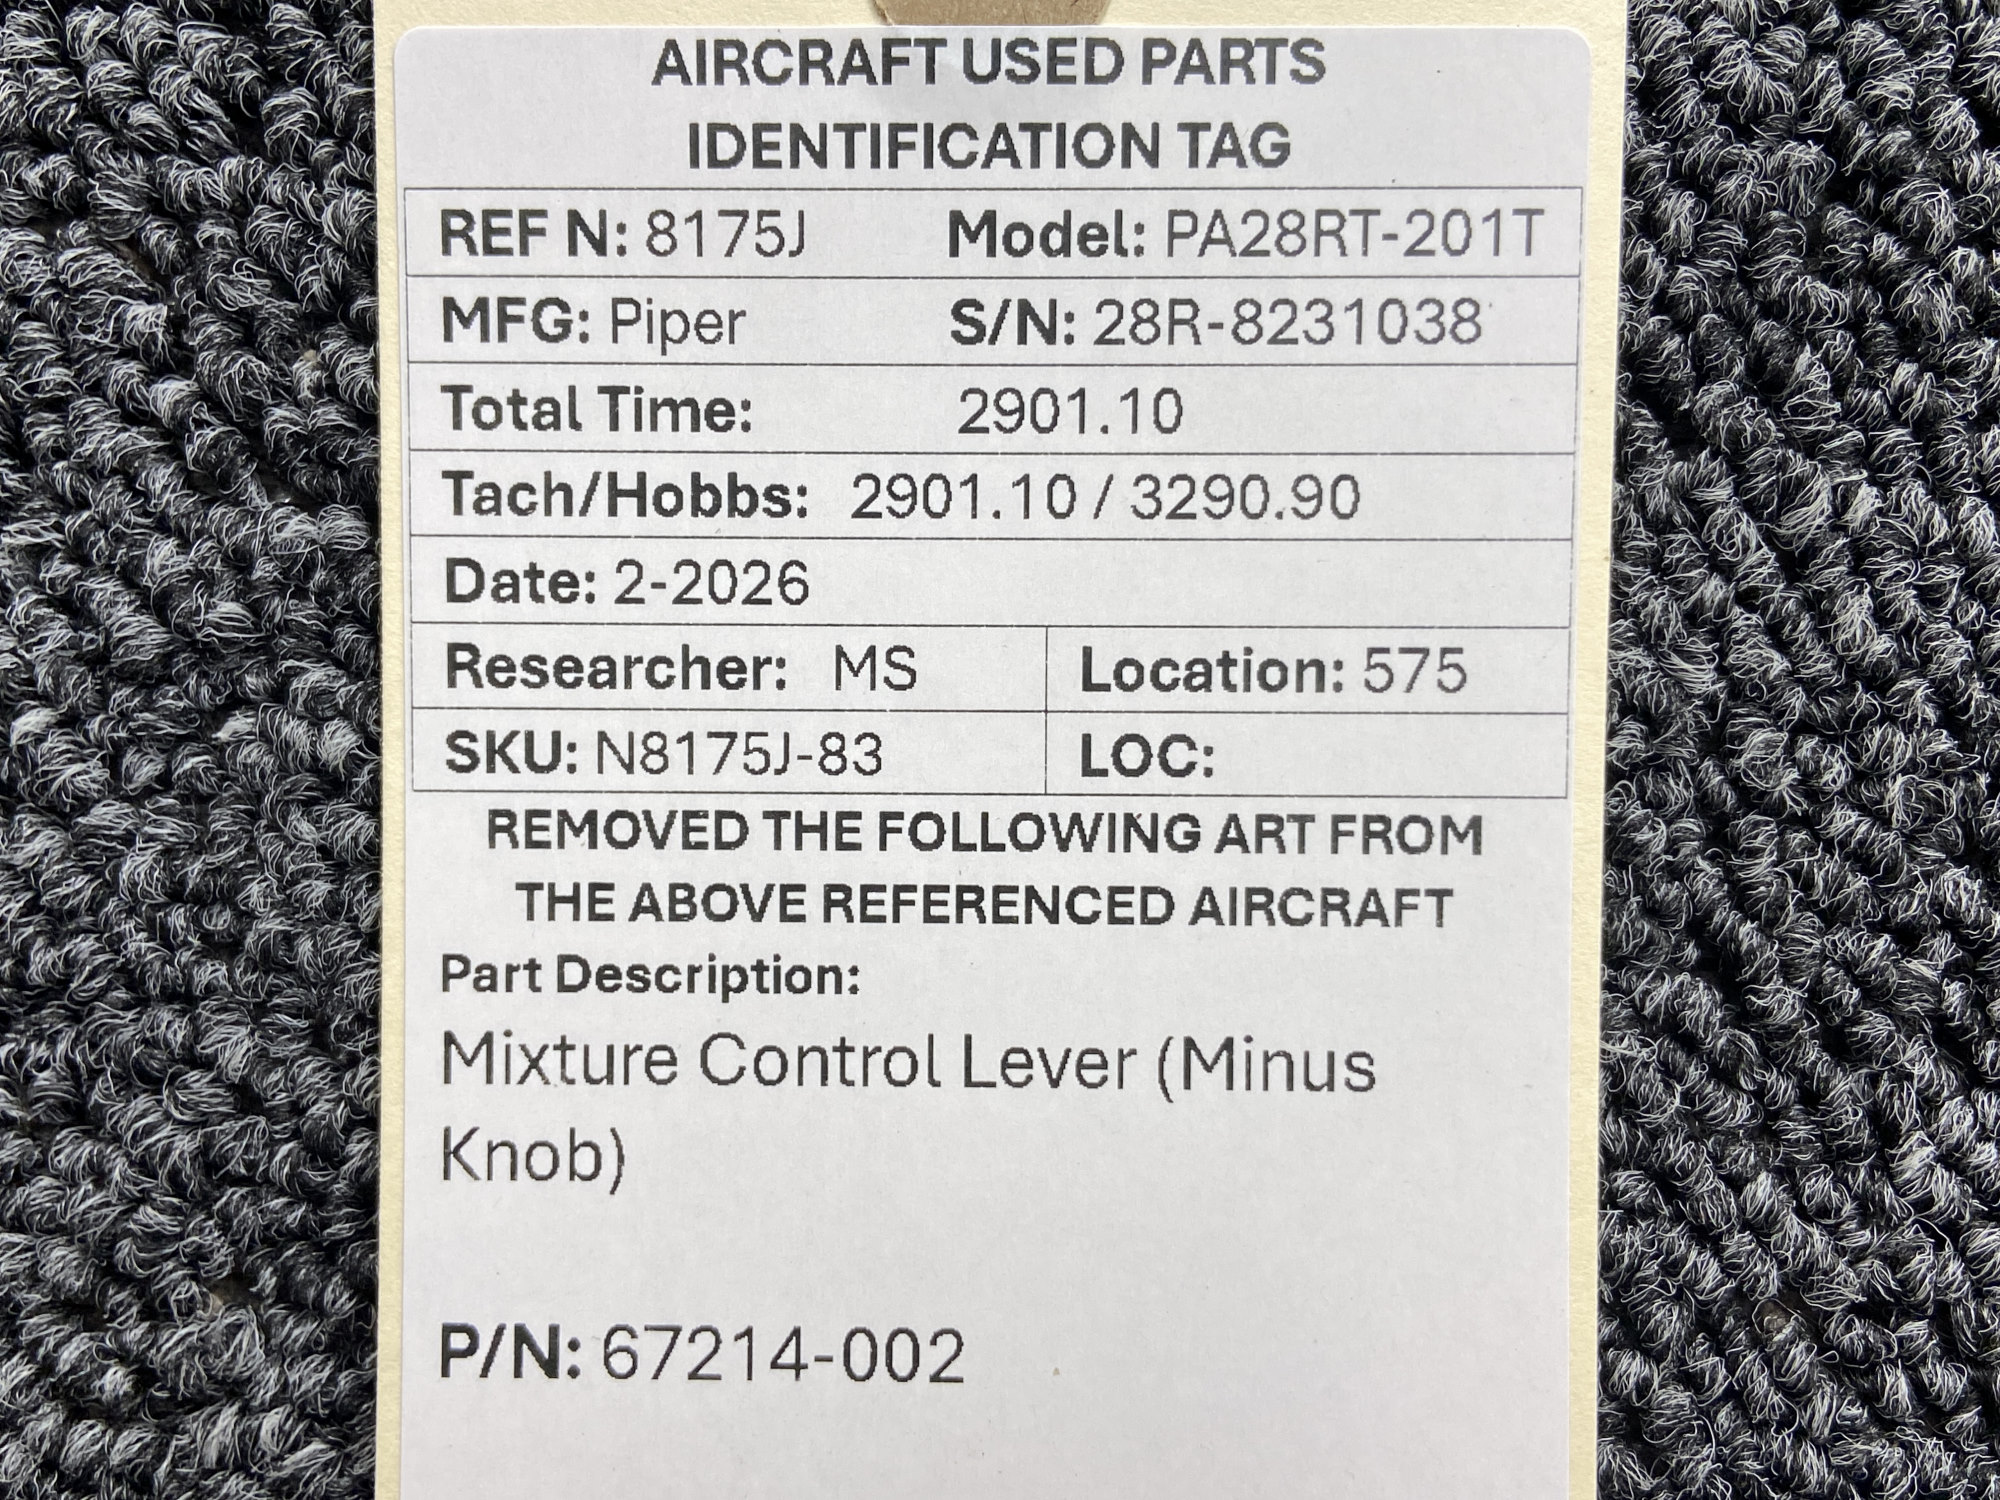 AIRCRAFT USED PARTS
IDENTIFICATION TAG
REF N: 8175J Model: PA28RT-201T
MFG: Piper S/N: 28R-8231038
Total Time: 2901.10
Tach/Hobbs: 2901.10 / 3290.90
Date: 2-2026
Researcher: MS Location: 575
SKU: N8175J-83 LOC:
REMOVED THE FOLLOWING ART FROM
THE ABOVE REFERENCED AIRCRAFT
Part Description:
Mixture Control Lever (Minus
Knob)
P/N: 67214-002